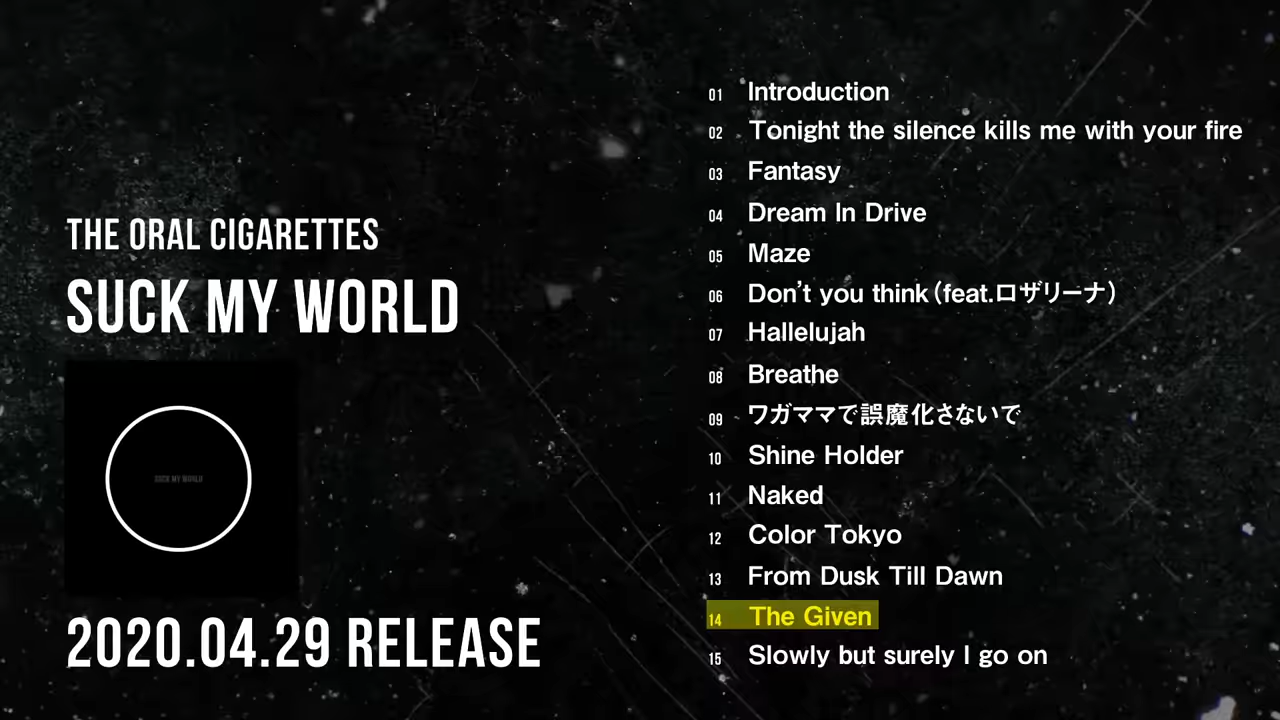 THE ORAL CIGARETTES
SUCK MY WORLD
SUCK MY WORLD
2020.04.29 RELEASE
01 Introduction
02 Tonight the silence kills me with your fire
03 Fantasy
04 Dream In Drive
05 Maze
06 Don't you think(feat.ロザリーナ)
07 Hallelujah
08 Breathe
09 ワガママで誤魔化さないで
10 Shine Holder
11 Naked
12 Color Tokyo
13 From Dusk Till Dawn
14 The Given
15 Slowly but surely I go on